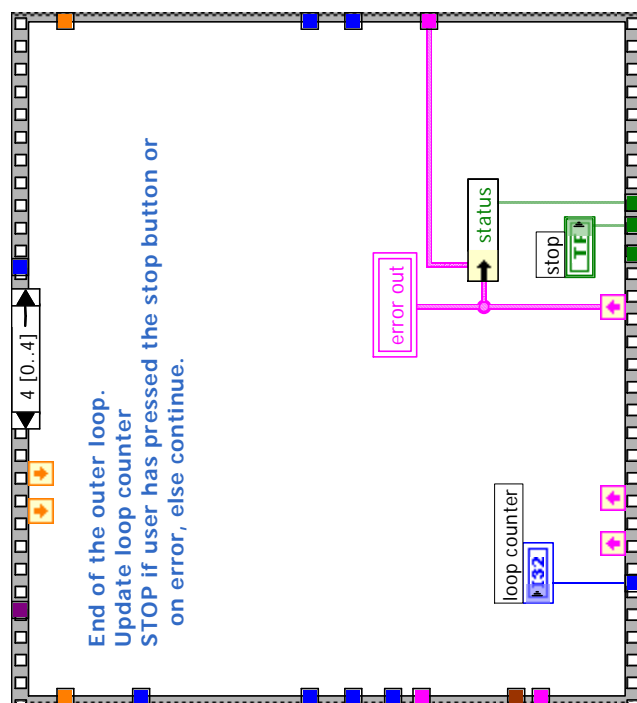 4 [0..4]
End of the outer loop.
Update loop counter
STOP if user has pressed the stop button or
on error, else continue.
error out
status
stop
TF
loop counter
I32